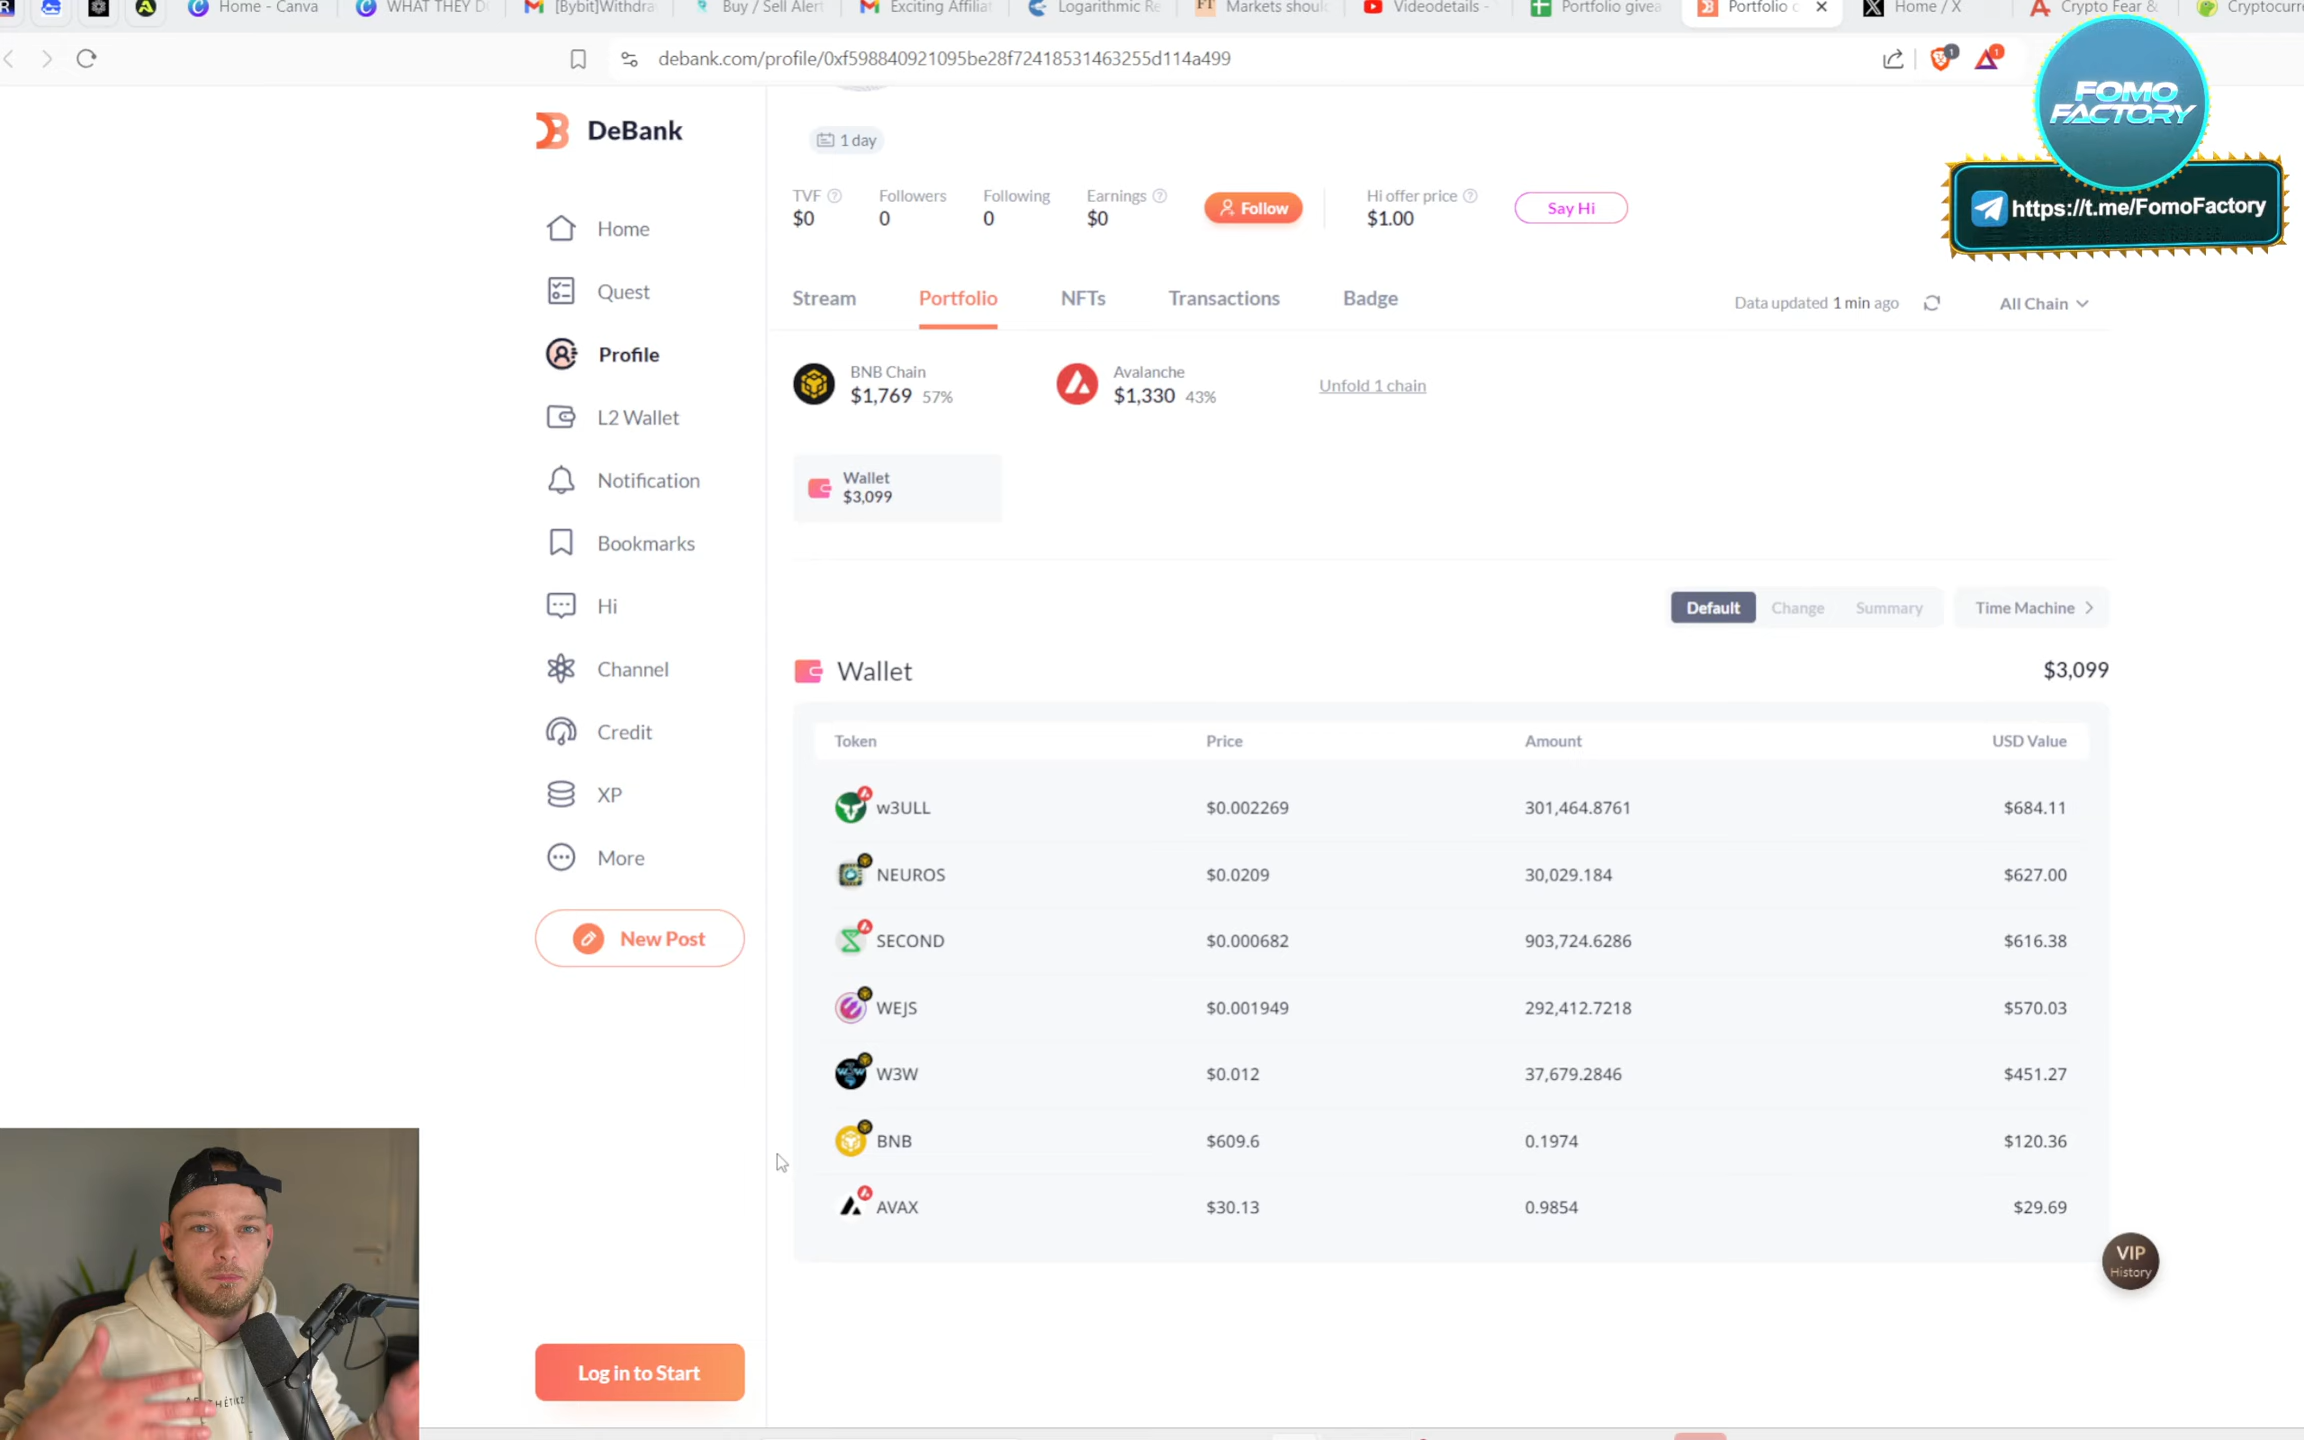 Home - Canva
WHAT THEY D
[Bybit]Withdra
Buy / Sell Alert
Exciting Affiliat
Logarithmic Re
Markets shoul
Videodetails -
Portfolio givea
Portfolio
Home / X
Crypto Fear &
Cryptocurr
debank.com/profile/0xf598840921095be28f72418531463255d114a499
FOMO
FACTORY
https://t.me/FomoFactory
DeBank
Home
Quest
Profile
L2 Wallet
Notification
Bookmarks
Hi
Channel
Credit
XP
More
New Post
Log in to Start
1 day
TVF Followers Following Earnings Follow Hi offer price Say Hi
$0 0 0 $0 $1.00
Stream Portfolio NFTs Transactions Badge Data updated 1 min ago All Chain
BNB Chain
$1,769 57%
Avalanche
$1,330 43%
Unfold 1 chain
Wallet
$3,099
Default Change Summary Time Machine
Wallet $3,099
Token Price Amount USD Value
w3ULL $0.002269 301,464.8761 $684.11
NEUROS $0.0209 30,029.184 $627.00
SECOND $0.000682 903,724.6286 $616.38
WEJS $0.001949 292,412.7218 $570.03
W3W $0.012 37,679.2846 $451.27
BNB $609.6 0.1974 $120.36
AVAX $30.13 0.9854 $29.69
VIP
History